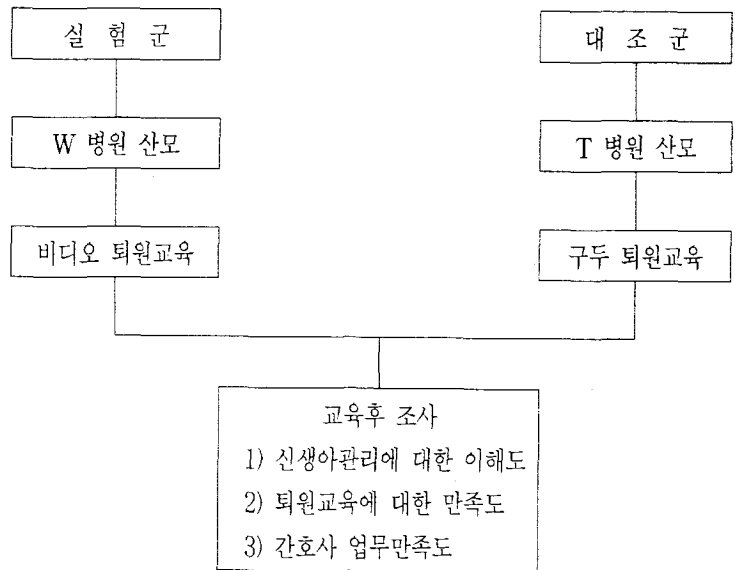 실 험 군
대 조 군
W 병원 산모
T 병원 산모
비디오 퇴원교육
구두 퇴원교육
교육후 조사
1) 신생아관리에 대한 이해도
2) 퇴원교육에 대한 만족도
3) 간호사 업무만족도